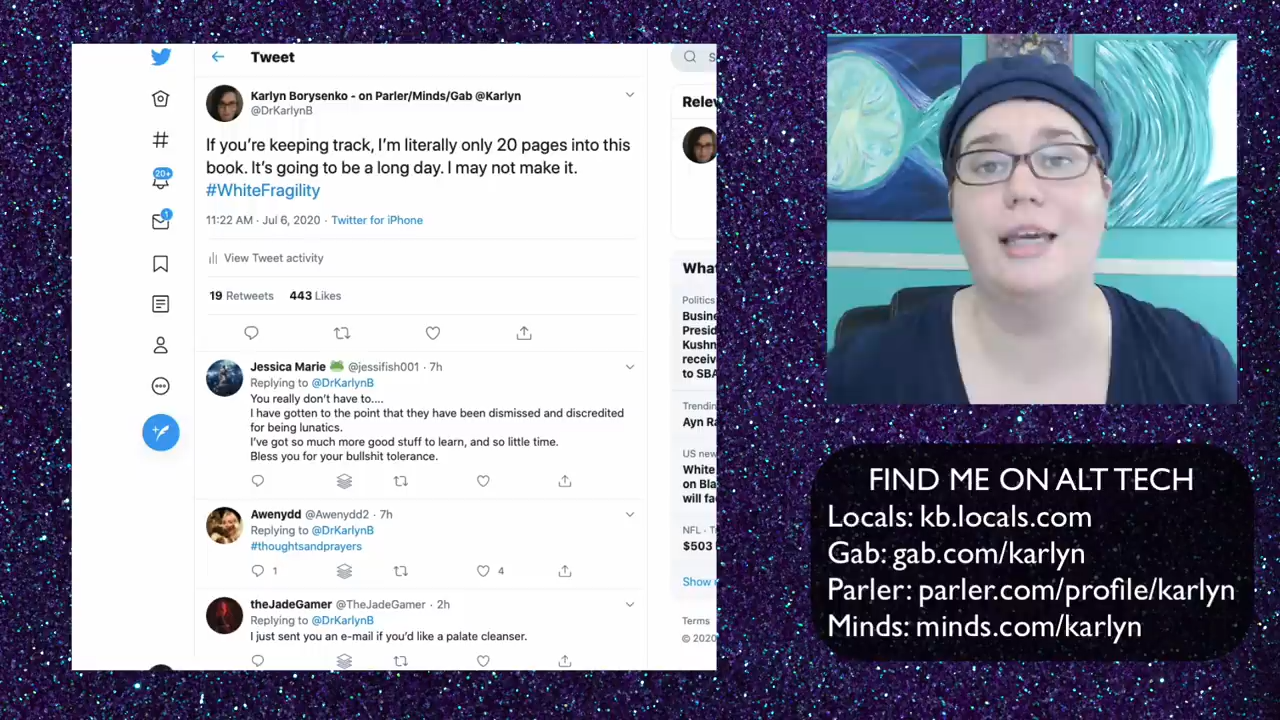 Tweet
Karlyn Borysenko - on Parler/Minds/Gab @Karlyn
@DrKarlynB
If you're keeping track, I'm literally only 20 pages into this
book. It's going to be a long day. I may not make it.
#WhiteFragility
11:22 AM · Jul 6, 2020 · Twitter for iPhone
View Tweet activity
19 Retweets 443 Likes
Jessica Marie 🐸 @jessifish001 · 7h
Replying to @DrKarlynB
You really don't have to....
I have gotten to the point that they have been dismissed and discredited
for being lunatics.
I've got so much more good stuff to learn, and so little time.
Bless you for your bullshit tolerance.
Awenydd @Awenydd2 · 7h
Replying to @DrKarlynB
#thoughtsandprayers
1 4
theJadeGamer @TheJadeGamer · 2h
Replying to @DrKarlynB
I just sent you an e-mail if you'd like a palate cleanser.
20+
1
S
Rele
What
Politics
Busine
Presid
Kushn
receiv
to SBA
Trendin
Ayn Ra
US new
White
on Bla
will fa
NFL · T
$503
Show
Terms
© 2020
FIND ME ON ALT TECH
Locals: kb.locals.com
Gab: gab.com/karlyn
Parler: parler.com/profile/karlyn
Minds: minds.com/karlyn